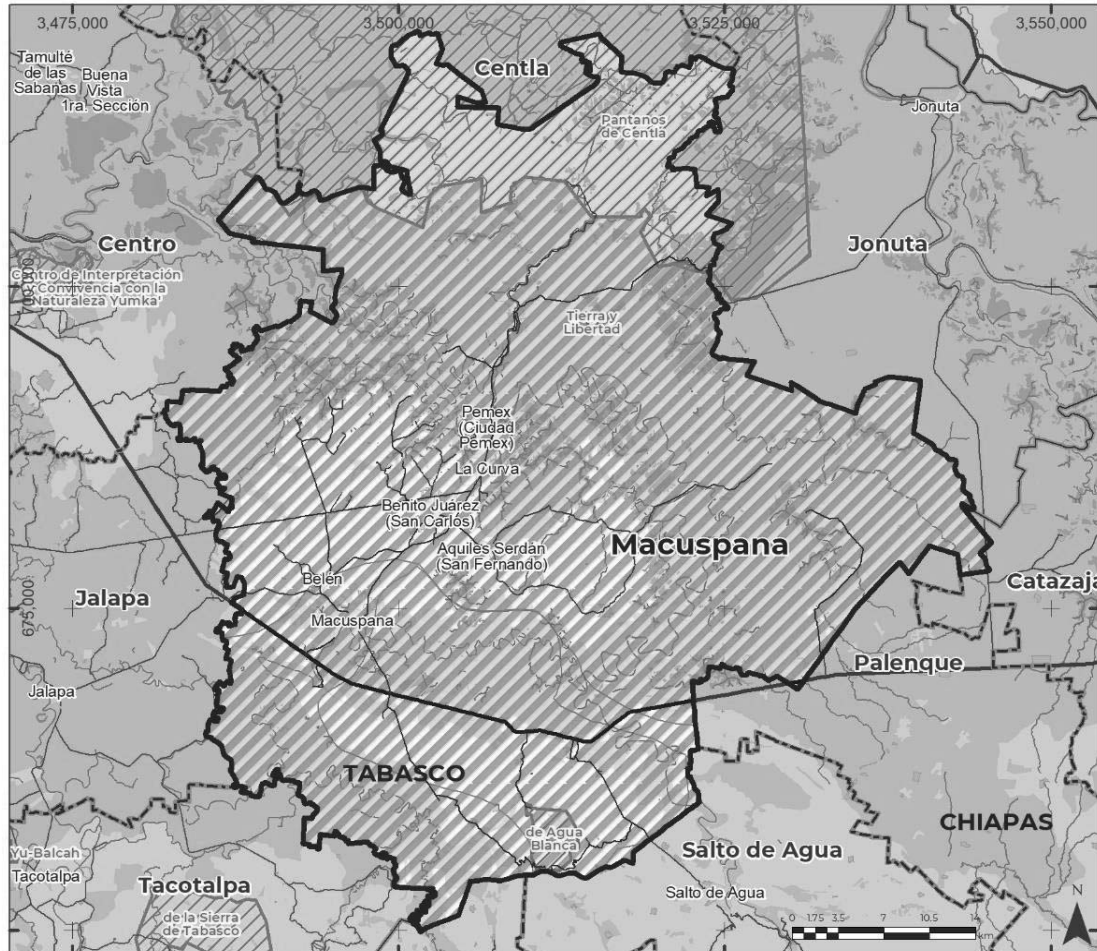 3,475,000
3,500,000
3,525,000
3,550,000
Tamulté
de las
Sabanas
Buena
Vista
1ra. Sección
Centla
Pantanos
de Centla
Jonuta
Centro
Jonuta
Centro de Interpretación
y Convivencia con la
Naturaleza Yumka'
Tierra y
Libertad
Pemex
(Ciudad
Pemex)
La Curva
Benito Juárez
(San Carlos)
Aquiles Serdán
(San Fernando)
Macuspana
Belén
Jalapa
675,000
Macuspana
Catazajá
Palenque
Jalapa
TABASCO
CHIAPAS
de Agua
Blanca
Salto de Agua
Yu-Balcah
Tacotalpa
Tacotalpa
Salto de Agua
de la Sierra
de Tabasco
N
0 1.75 3.5 7 10.5 14
km